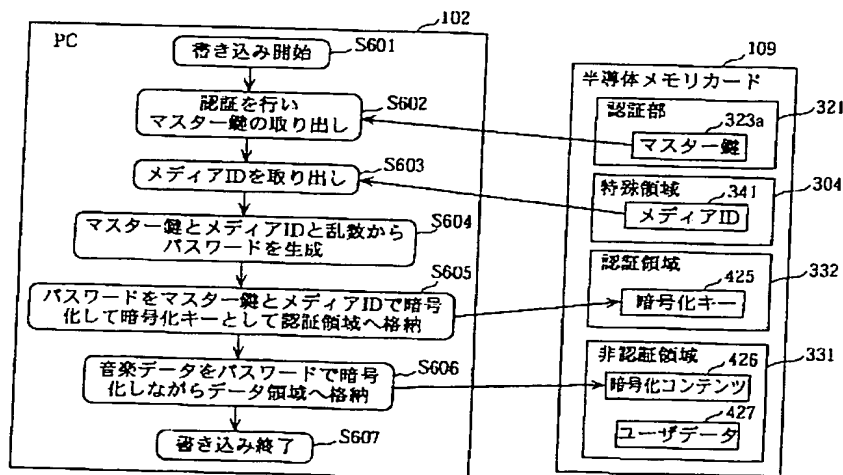 PC
102
書き込み開始
S601
認証を行い
マスター鍵の取り出し
S602
メディアIDを取り出し
S603
マスター鍵とメディアIDと乱数から
パスワードを生成
S604
パスワードをマスター鍵とメディアIDで暗号
化して暗号化キーとして認証領域へ格納
S605
音楽データをパスワードで暗号
化しながらデータ領域へ格納
S606
書き込み終了
S607
109
半導体メモリカード
認証部
321
323a
マスター鍵
特殊領域
304
341
メディアID
認証領域
332
425
暗号化キー
非認証領域
331
426
暗号化コンテンツ
427
ユーザデータ